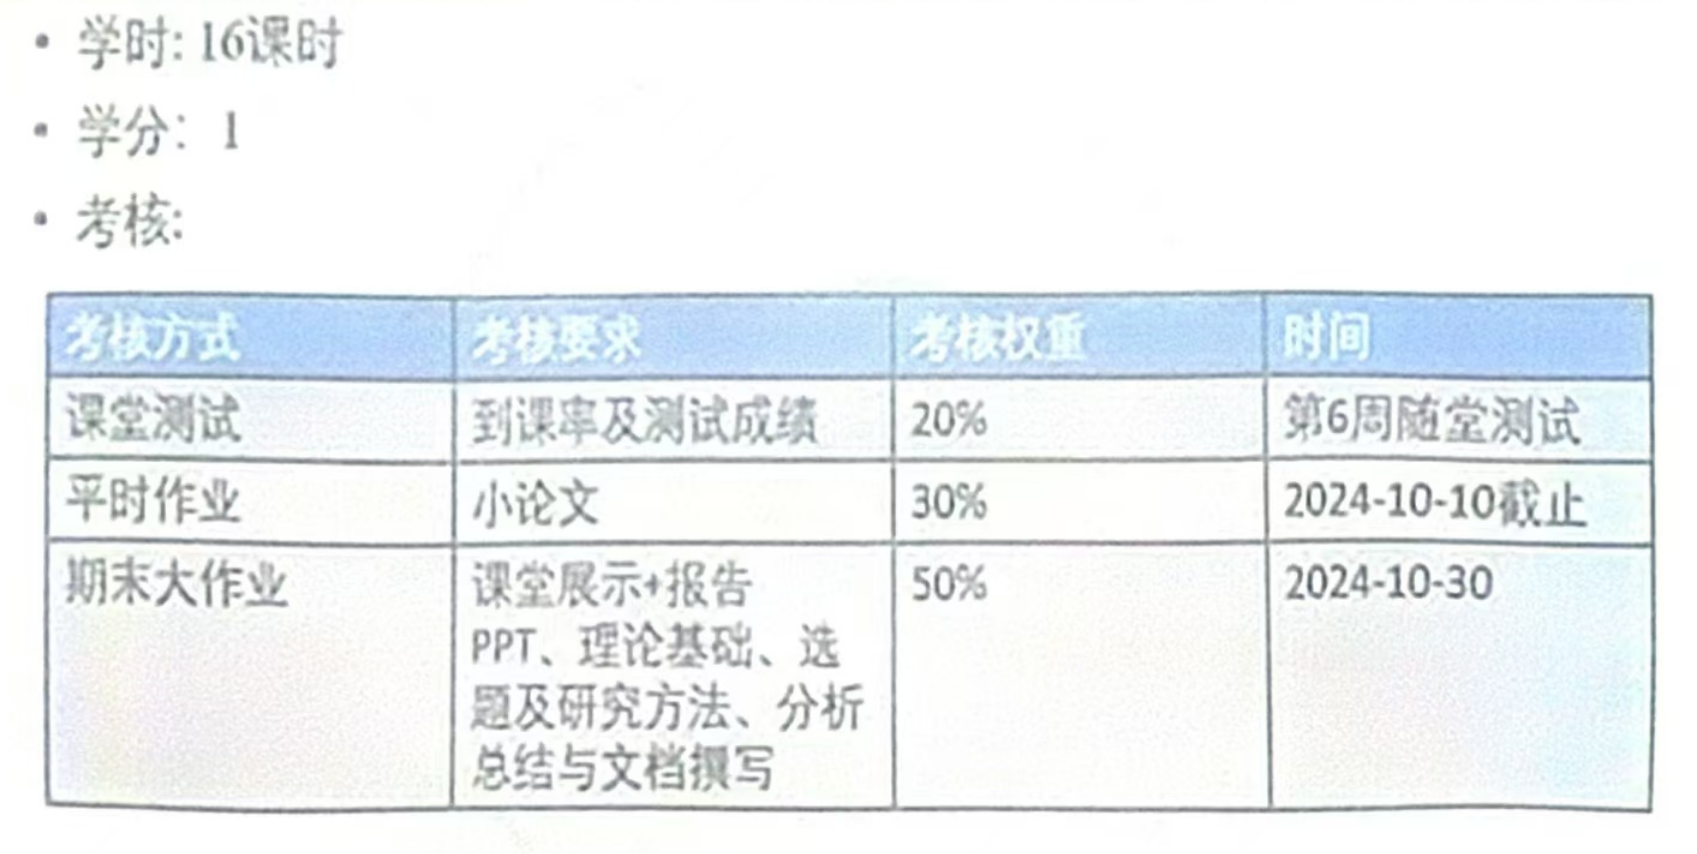 • 学时: 16课时
• 学分：1
• 考核:
考核方式 考核要求 考核权重 时间
课堂测试 到课率及测试成绩 20% 第6周随堂测试
平时作业 小论文 30% 2024-10-10截止
期末大作业 课堂展示+报告 50% 2024-10-30
PPT、理论基础、选
题及研究方法、分析
总结与文档撰写